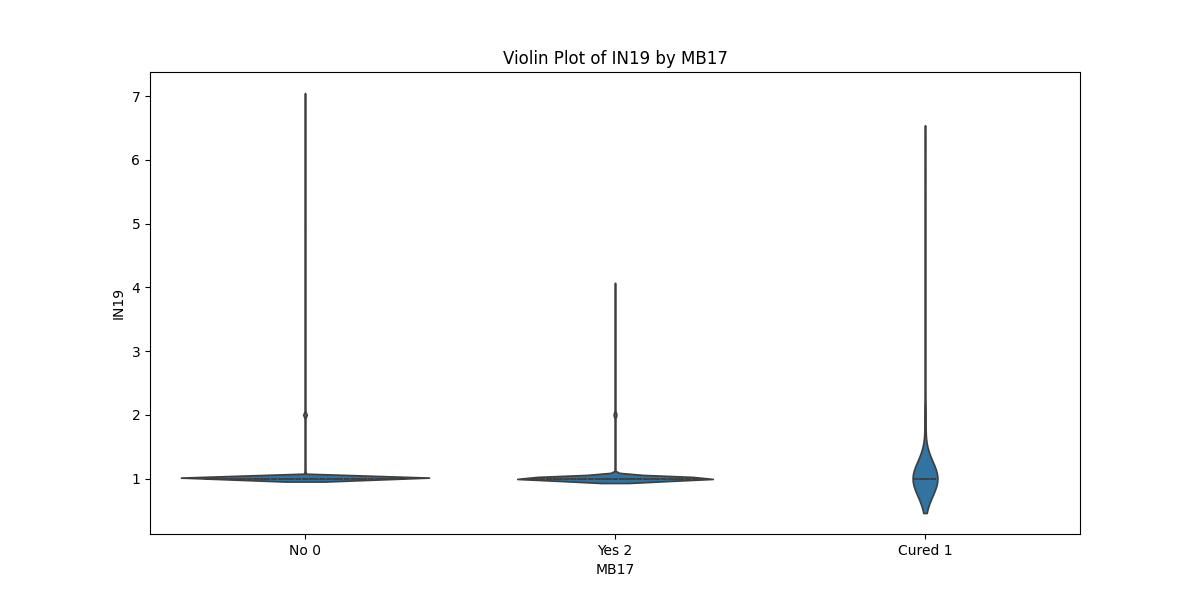 Violin Plot of IN19 by MB17
7
6
5
4
3
2
1
IN19
No 0
Yes 2
Cured 1
MB17